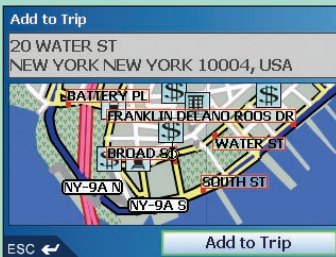 Add to Trip
20 WATER ST
NEW YORK NEW YORK 10004, USA
BATTERY PL
FRANKLIN DELANO ROOS DR
BROAD ST
WATER ST
SOUTH ST
NY-9A N
NY-9A S
ESC
Add to Trip